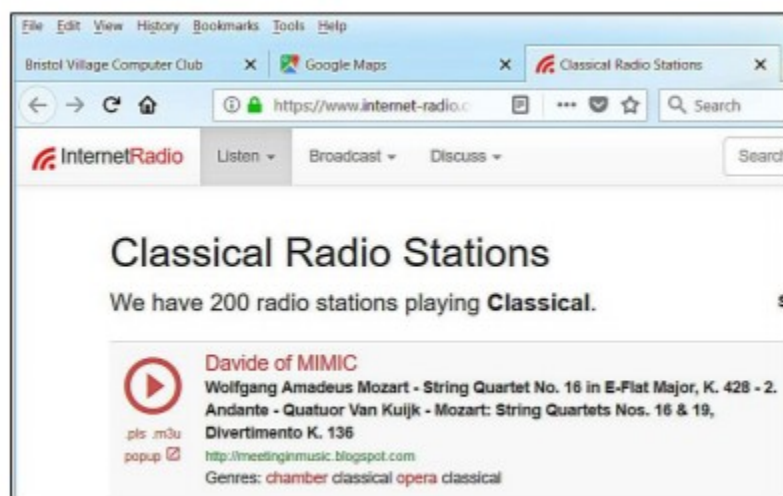 File Edit View History Bookmarks Tools Help
Bristol Village Computer Club Google Maps Classical Radio Stations
https://www.internet-radio.c Search
InternetRadio Listen Broadcast Discuss Search
Classical Radio Stations
We have 200 radio stations playing Classical.
Davide of MIMIC
Wolfgang Amadeus Mozart - String Quartet No. 16 in E-Flat Major, K. 428 - 2.
Andante - Quatuor Van Kuijk - Mozart: String Quartets Nos. 16 & 19,
.pls .m3u Divertimento K. 136
popup http://meetinginmusic.blogspot.com
Genres: chamber classical opera classical